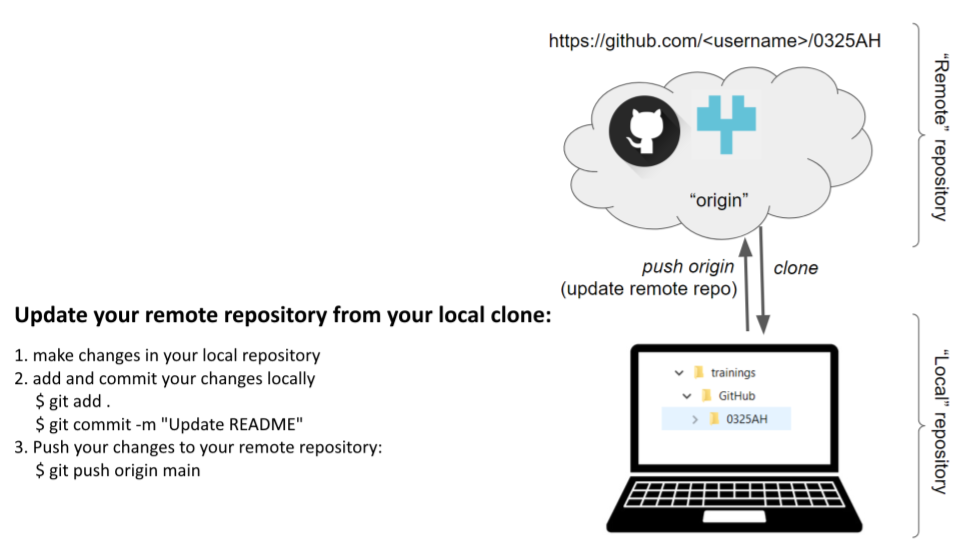 https://github.com/<username>/0325AH
"Remote" repository
"origin"
push origin
(update remote repo)
clone
Update your remote repository from your local clone:
1. make changes in your local repository
2. add and commit your changes locally
$ git add .
$ git commit -m "Update README"
3. Push your changes to your remote repository:
$ git push origin main
trainings
GitHub
0325AH
"Local" repository